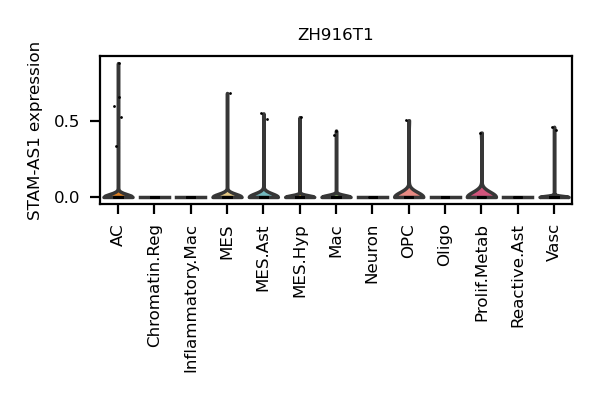 ZH916T1
STAM-AS1 expression
0.5
0.0
AC
Chromatin.Reg
Inflammatory.Mac
MES
MES.Ast
MES.Hyp
Mac
Neuron
OPC
Oligo
Prolif.Metab
Reactive.Ast
Vasc